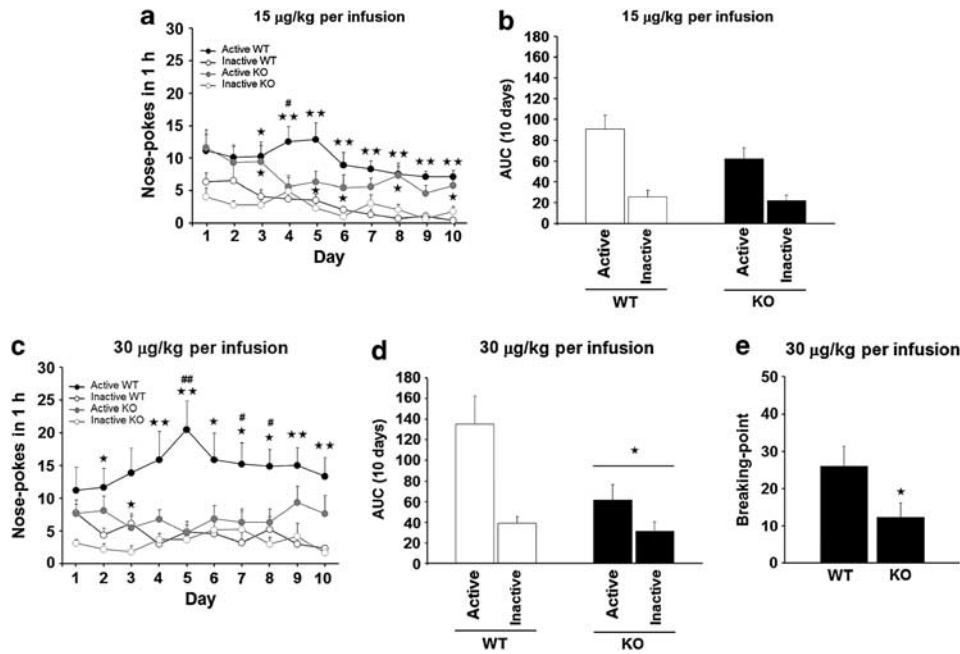 a
15 µg/kg per infusion
Nose-pokes in 1 h
30
25
20
15
10
5
0
Active WT
Inactive WT
Active KO
Inactive KO
★
#
★★
★★
★★
★★
★★
★★
★★
★
★
★
★
★
1 2 3 4 5 6 7 8 9 10
Day
b
15 µg/kg per infusion
AUC (10 days)
180
160
140
120
100
80
60
40
20
0
Active
Inactive
Active
Inactive
WT
KO
c
30 µg/kg per infusion
Nose-pokes in 1 h
30
25
20
15
10
5
0
Active WT
Inactive WT
Active KO
Inactive KO
★
★★
##
★★
★
#
★
#
★
★★
★★
★
1 2 3 4 5 6 7 8 9 10
Day
d
30 µg/kg per infusion
AUC (10 days)
180
160
140
120
100
80
60
40
20
0
★
Active
Inactive
Active
Inactive
WT
KO
e
30 µg/kg per infusion
Breaking-point
50
40
30
20
10
0
★
WT
KO